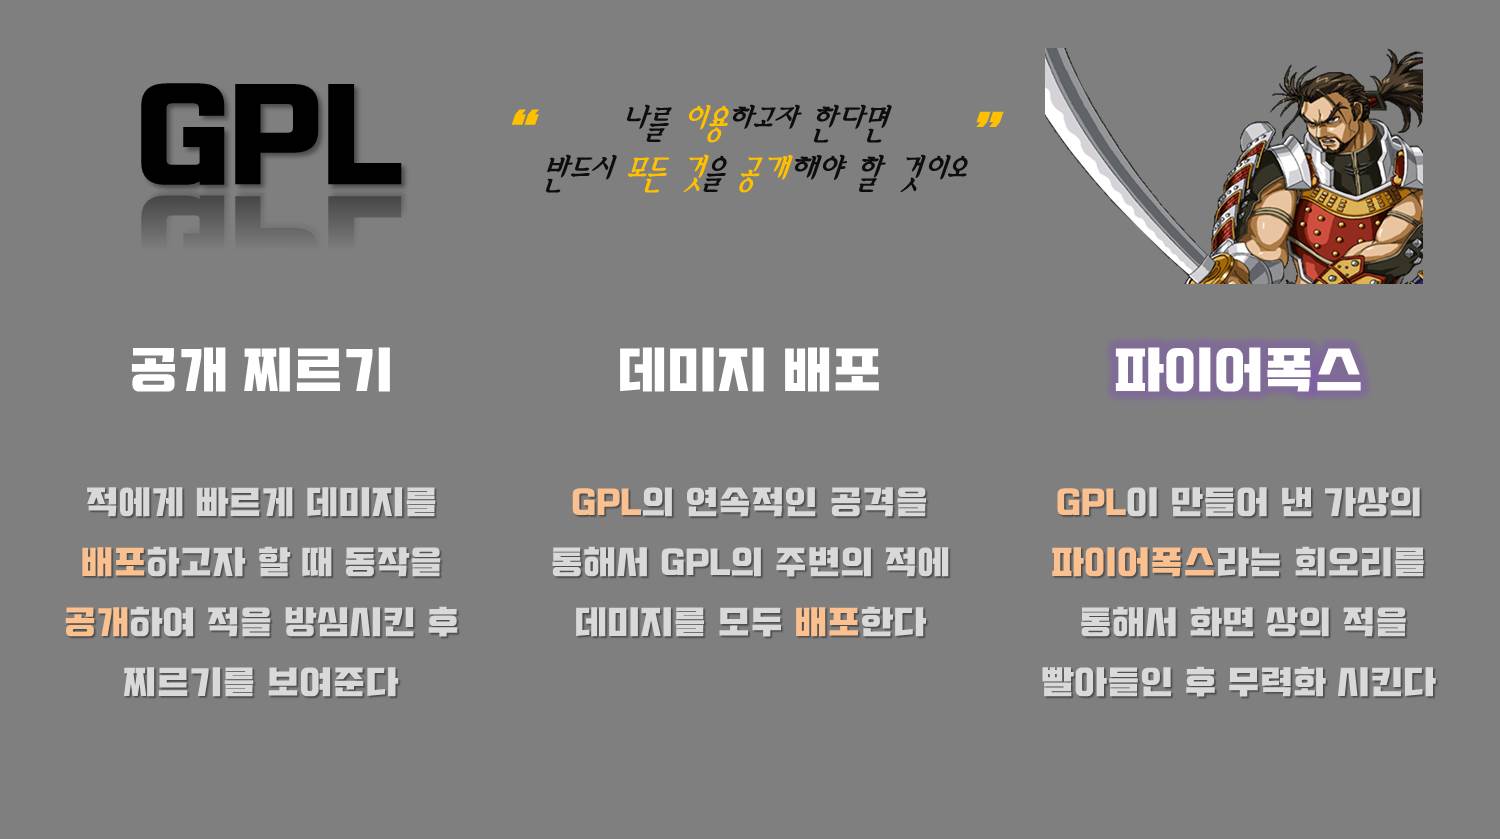 GPL
“ 나를 이용하고자 한다면 ”
반드시 모든 것을 공개해야 할 것이오
공개 찌르기
적에게 빠르게 데미지를
배포하고자 할 때 동작을
공개하여 적을 방심시킨 후
찌르기를 보여준다
데미지 배포
GPL의 연속적인 공격을
통해서 GPL의 주변의 적에
데미지를 모두 배포한다
파이어폭스
GPL이 만들어 낸 가상의
파이어폭스라는 회오리를
통해서 화면 상의 적을
빨아들인 후 무력화 시킨다